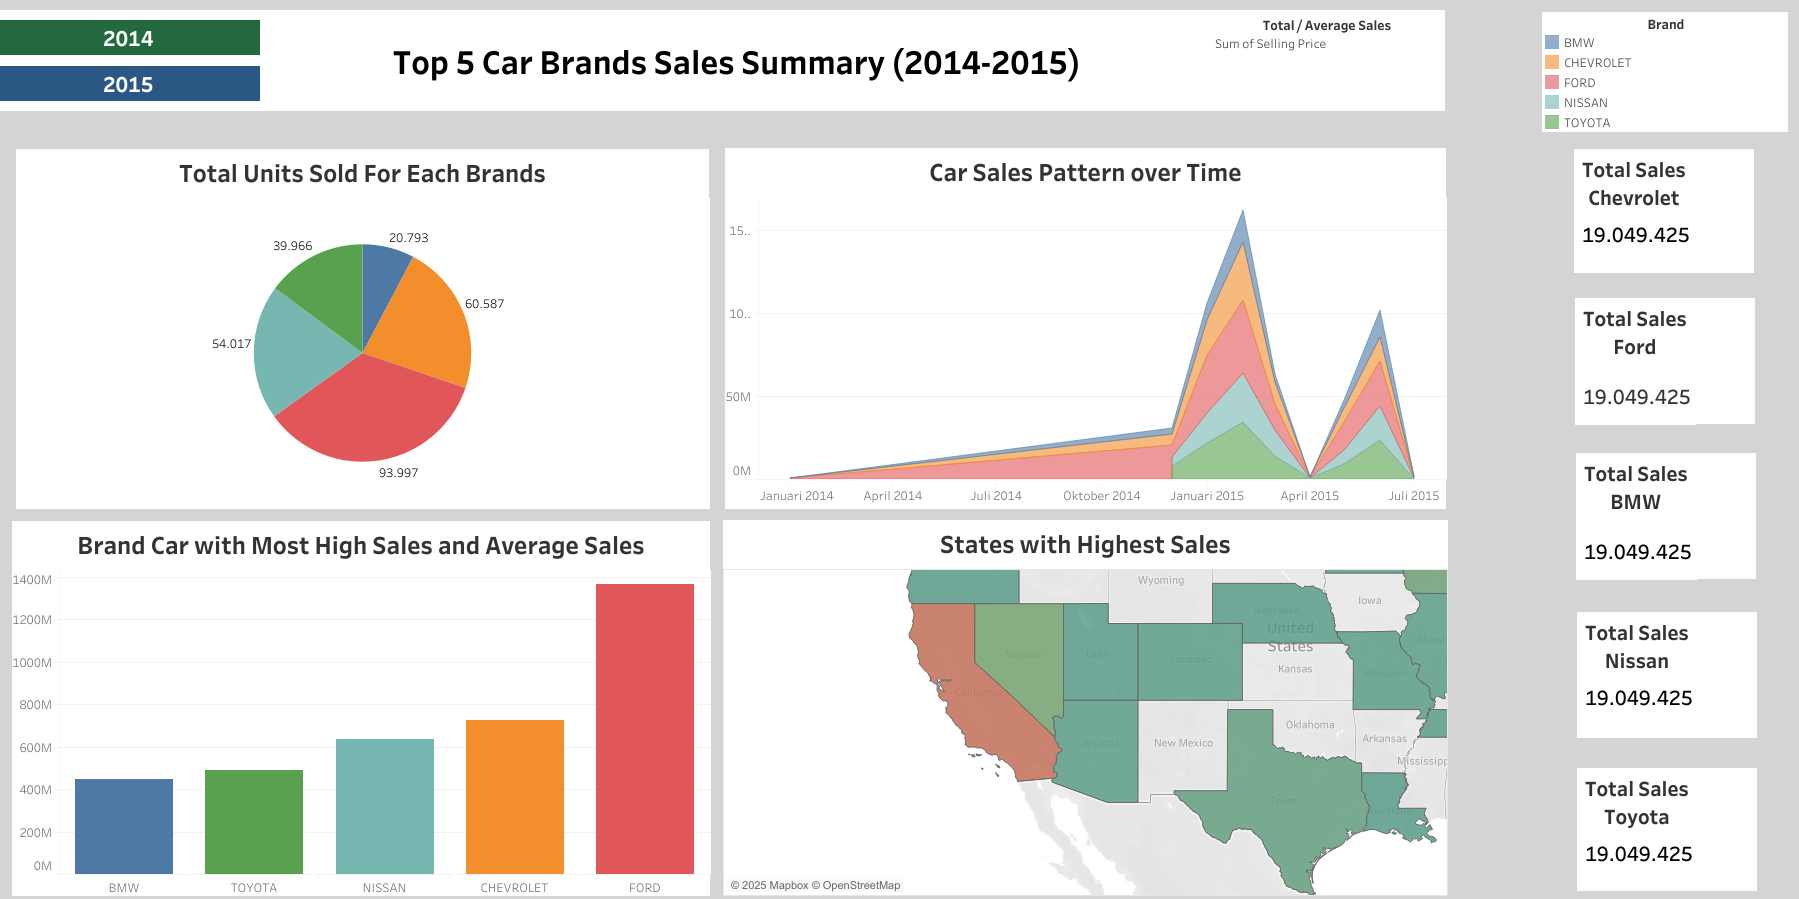 2014
2015
Top 5 Car Brands Sales Summary (2014-2015)
Total / Average Sales
Sum of Selling Price
Brand
BMW
CHEVROLET
FORD
NISSAN
TOYOTA
Total Units Sold For Each Brands
20.793
60.587
93.997
54.017
39.966
Car Sales Pattern over Time
15..
10..
50M
0M
Januari 2014
April 2014
Juli 2014
Oktober 2014
Januari 2015
April 2015
Juli 2015
Brand Car with Most High Sales and Average Sales
1400M
1200M
1000M
800M
600M
400M
200M
0M
BMW
TOYOTA
NISSAN
CHEVROLET
FORD
States with Highest Sales
Wyoming
Iowa
Nebraska
United
States
Illinoi
Nevada
Utah
Colorado
Kansas
Missouri
California
Arizona
New Mexico
Oklahoma
Arkansas
Mississipp
Texas
Louisiana
© 2025 Mapbox © OpenStreetMap
Total Sales
Chevrolet
19.049.425
Total Sales
Ford
19.049.425
Total Sales
BMW
19.049.425
Total Sales
Nissan
19.049.425
Total Sales
Toyota
19.049.425